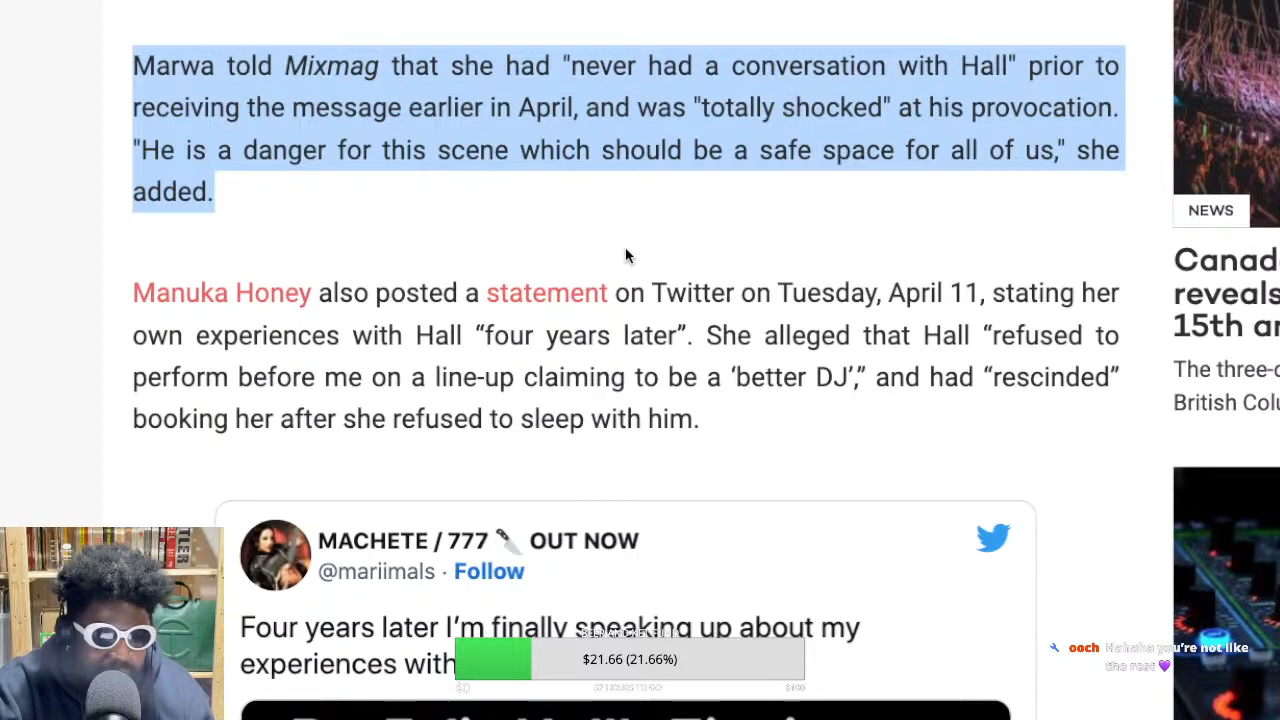 Marwa told Mixmag that she had "never had a conversation with Hall" prior to
receiving the message earlier in April, and was "totally shocked" at his provocation.
"He is a danger for this scene which should be a safe space for all of us," she
added.
NEWS
Canad
reveals
15th an
The three-d
British Colu
Manuka Honey also posted a statement on Twitter on Tuesday, April 11, stating her
own experiences with Hall “four years later”. She alleged that Hall “refused to
perform before me on a line-up claiming to be a ‘better DJ’,” and had “rescinded”
booking her after she refused to sleep with him.
MACHETE / 777 🔪 OUT NOW
@mariimals · Follow
Four years later I’m finally speaking up about my
experiences with
$21.66 (21.66%)
$0
37 HOURS TO GO
$100
ooch Hahaha you're not like
the rest 💜